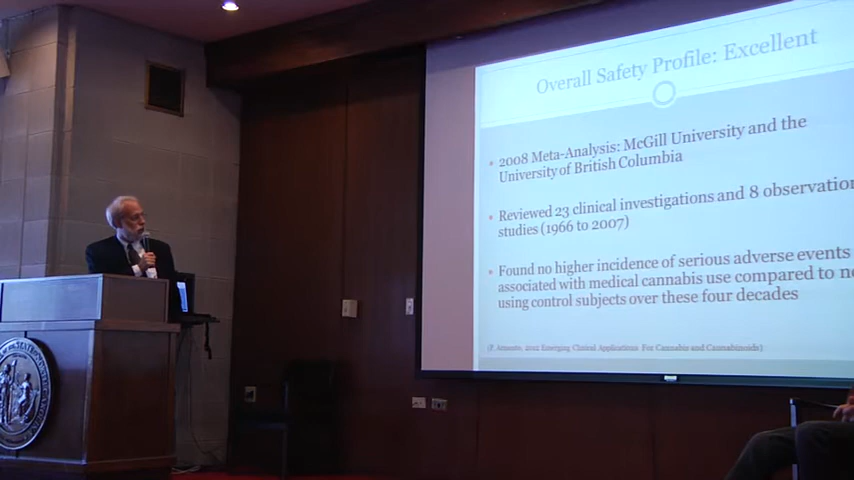 Overall Safety Profile: Excellent
• 2008 Meta-Analysis: McGill University and the
University of British Columbia
• Reviewed 23 clinical investigations and 8 observation
studies (1966 to 2007)
• Found no higher incidence of serious adverse events
associated with medical cannabis use compared to
using control subjects over these four decades
2012 Emerging Clinical Applications For Cannabis and Cannabinoids)